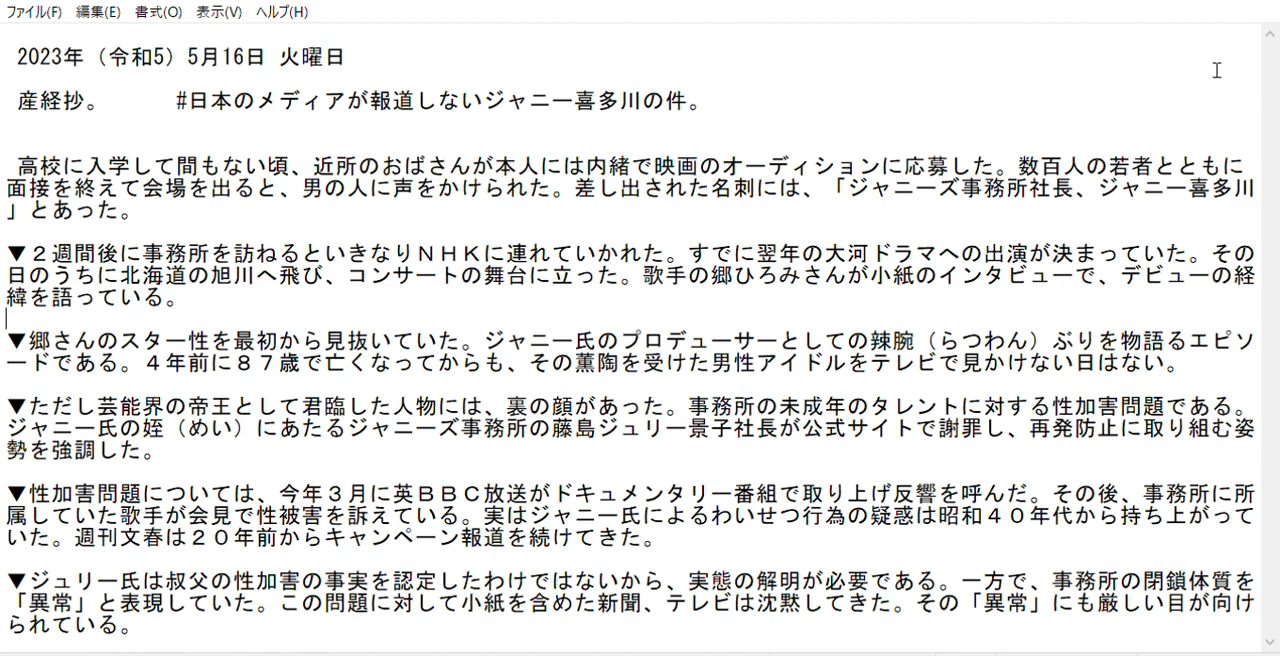 ファイル(F) 編集(E) 書式(O) 表示(V) ヘルプ(H)
2023年（令和5）5月16日 火曜日
産経抄。 #日本のメディアが報道しないジャニー喜多川の件。
高校に入学して間もない頃、近所のおばさんが本人には内緒で映画のオーディションに応募した。数百人の若者とともに
面接を終えて会場を出ると、男の人に声をかけられた。差し出された名刺には、「ジャニーズ事務所社長、ジャニー喜多川
」とあった。
▼２週間後に事務所を訪ねるといきなりＮＨＫに連れていかれた。すでに翌年の大河ドラマへの出演が決まっていた。その
日のうちに北海道の旭川へ飛び、コンサートの舞台に立った。歌手の郷ひろみさんが小紙のインタビューで、デビューの経
緯を語っている。
▼郷さんのスター性を最初から見抜いていた。ジャニー氏のプロデューサーとしての辣腕（らつわん）ぶりを物語るエピソ
ードである。４年前に８７歳で亡くなってからも、その薫陶を受けた男性アイドルをテレビで見かけない日はない。
▼ただし芸能界の帝王として君臨した人物には、裏の顔があった。事務所の未成年のタレントに対する性加害問題である。
ジャニー氏の姪（めい）にあたるジャニーズ事務所の藤島ジュリー景子社長が公式サイトで謝罪し、再発防止に取り組む姿
勢を強調した。
▼性加害問題については、今年３月に英ＢＢＣ放送がドキュメンタリー番組で取り上げ反響を呼んだ。その後、事務所に所
属していた歌手が会見で性被害を訴えている。実はジャニー氏によるわいせつ行為の疑惑は昭和４０年代から持ち上がって
いた。週刊文春は２０年前からキャンペーン報道を続けてきた。
▼ジュリー氏は叔父の性加害の事実を認定したわけではないから、実態の解明が必要である。一方で、事務所の閉鎖体質を
「異常」と表現していた。この問題に対して小紙を含めた新聞、テレビは沈黙してきた。その「異常」にも厳しい目が向け
られている。